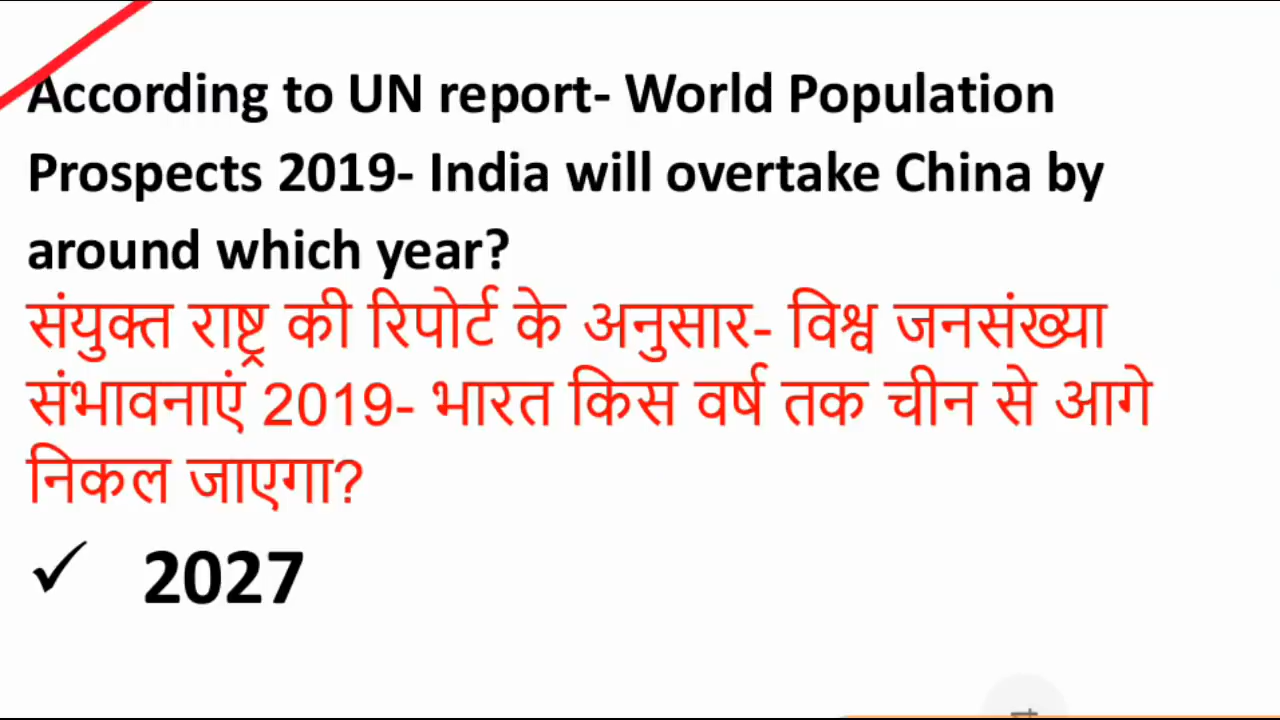 According to UN report- World Population
Prospects 2019- India will overtake China by
around which year?
संयुक्त राष्ट्र की रिपोर्ट के अनुसार- विश्व जनसंख्या
संभावनाएं 2019- भारत किस वर्ष तक चीन से आगे
निकल जाएगा?
✓ 2027